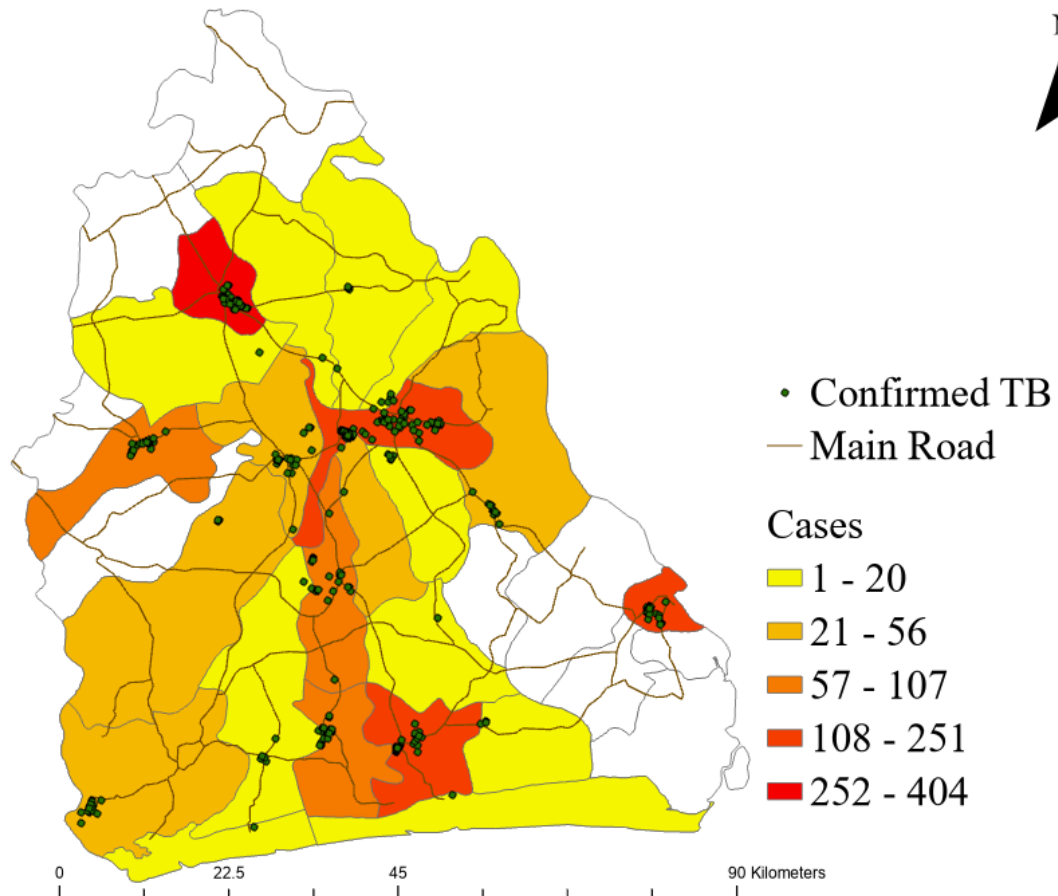 Confirmed TB
Main Road
Cases
1 - 20
21 - 56
57 - 107
108 - 251
252 - 404
0 22.5 45 90 Kilometers